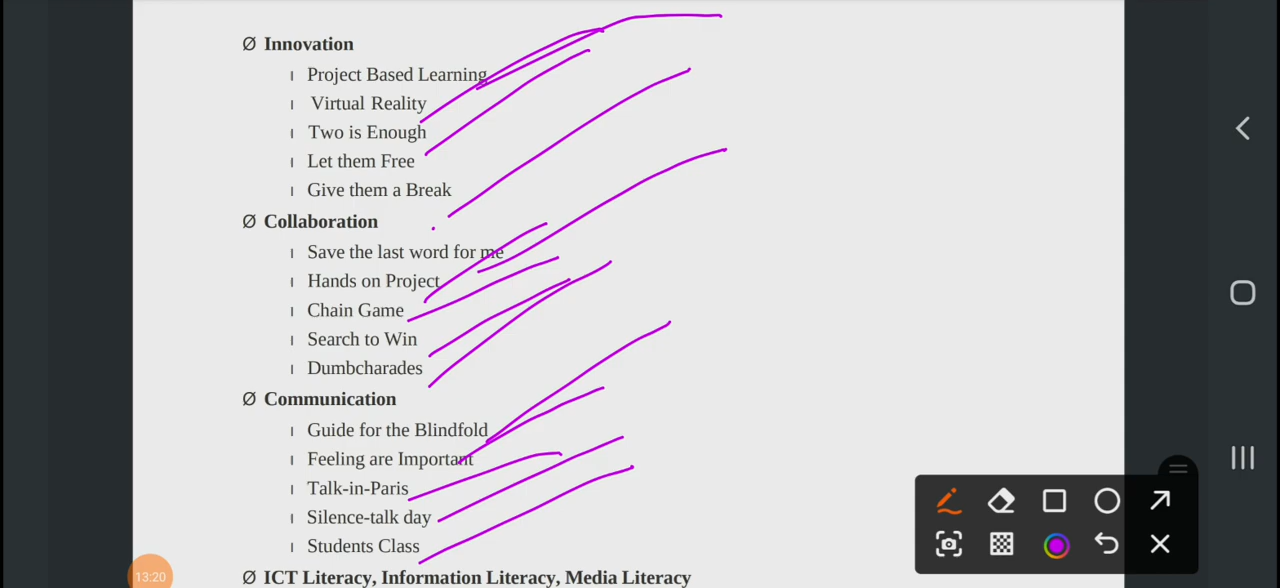 Ø Innovation
l Project Based Learning
l Virtual Reality
l Two is Enough
l Let them Free
l Give them a Break
Ø Collaboration
l Save the last word for me
l Hands on Project
l Chain Game
l Search to Win
l Dumbcharades
Ø Communication
l Guide for the Blindfold
l Feeling are Important
l Talk-in-Paris
l Silence-talk day
l Students Class
Ø ICT Literacy, Information Literacy, Media Literacy
13:20